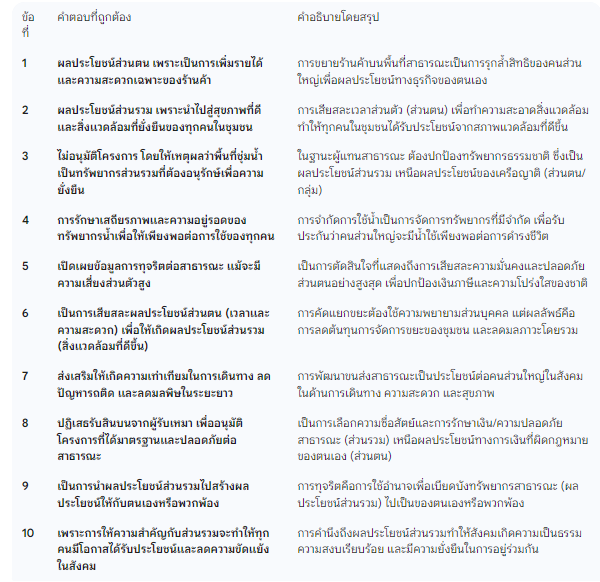 ข้อ คำตอบที่ถูกต้อง คำอธิบายโดยสรุป
ที่
1 ผลประโยชน์ส่วนตน เพราะเป็นการเพิ่มรายได้ การขยายร้านค้าบนพื้นที่สาธารณะเป็นการรุกล้ำสิทธิของคนส่วน
และความสะดวกเฉพาะของร้านค้า ใหญ่เพื่อผลประโยชน์ทางธุรกิจของตนเอง
2 ผลประโยชน์ส่วนรวม เพราะนำไปสู่สุขภาพที่ดี การเสียสละเวลาส่วนตัว (ส่วนตน) เพื่อทำความสะอาดสิ่งแวดล้อม
และสิ่งแวดล้อมที่ยั่งยืนของทุกคนในชุมชน ทำให้ทุกคนในชุมชนได้รับประโยชน์จากสภาพแวดล้อมที่ดีขึ้น
3 ไม่อนุมัติโครงการ โดยให้เหตุผลว่าพื้นที่ชุ่มน้ำ ในฐานะผู้แทนสาธารณะ ต้องปกป้องทรัพยากรธรรมชาติ ซึ่งเป็น
เป็นทรัพยากรส่วนรวมที่ต้องอนุรักษ์เพื่อความ ผลประโยชน์ส่วนรวม เหนือผลประโยชน์ของเครือญาติ (ส่วนตน/
ยั่งยืน กลุ่ม)
4 การรักษาเสถียรภาพและความอยู่รอดของ การจำกัดการใช้น้ำเป็นการจัดการทรัพยากรที่มีจำกัด เพื่อรับ
ทรัพยากรน้ำเพื่อให้เพียงพอต่อการใช้ของทุกคน ประกันว่าคนส่วนใหญ่จะมีน้ำใช้เพียงพอต่อการดำรงชีวิต
5 เปิดเผยข้อมูลการทุจริตต่อสาธารณะ แม้จะมี เป็นการตัดสินใจที่แสดงถึงการเสียสละความมั่นคงและปลอดภัย
ความเสี่ยงส่วนตัวสูง ส่วนตนอย่างสูงสุด เพื่อปกป้องเงินภาษีและความโปร่งใสของชาติ
6 เป็นการเสียสละผลประโยชน์ส่วนตน (เวลาและ การคัดแยกขยะต้องใช้ความพยายามส่วนบุคคล แต่ผลลัพธ์คือ
ความสะดวก) เพื่อให้เกิดผลประโยชน์ส่วนรวม การลดต้นทุนการจัดการขยะของชุมชน และลดมลภาวะโดยรวม
(สิ่งแวดล้อมที่ดีขึ้น)
7 ส่งเสริมให้เกิดความเท่าเทียมในการเดินทาง ลด การพัฒนาขนส่งสาธารณะเป็นประโยชน์ต่อคนส่วนใหญ่ในสังคม
ปัญหารถติด และลดมลพิษในระยะยาว ในด้านการเดินทาง ความสะดวก และสุขภาพ
8 ปฏิเสธรับสินบนจากผู้รับเหมา เพื่ออนุมัติ เป็นการเลือกความซื่อสัตย์และการรักษาเงิน/ความปลอดภัย
โครงการที่ได้มาตรฐานและปลอดภัยต่อ สาธารณะ (ส่วนรวม) เหนือผลประโยชน์ทางการเงินที่ผิดกฎหมาย
สาธารณะ ของตนเอง (ส่วนตน)
9 เป็นการนำผลประโยชน์ส่วนรวมไปสร้างผล การทุจริตคือการใช้อำนาจเพื่อเบียดบังทรัพยากรสาธารณะ (ผล
ประโยชน์ให้กับตนเองหรือพวกพ้อง ประโยชน์ส่วนรวม) ไปเป็นของตนเองหรือพวกพ้อง
10 เพราะการให้ความสำคัญกับส่วนรวมจะทำให้ทุก การคำนึงถึงผลประโยชน์ส่วนรวมทำให้สังคมเกิดความเป็นธรรม
คนมีโอกาสได้รับประโยชน์และลดความขัดแย้ง ความสงบเรียบร้อย และมีความยั่งยืนในการอยู่ร่วมกัน
ในสังคม